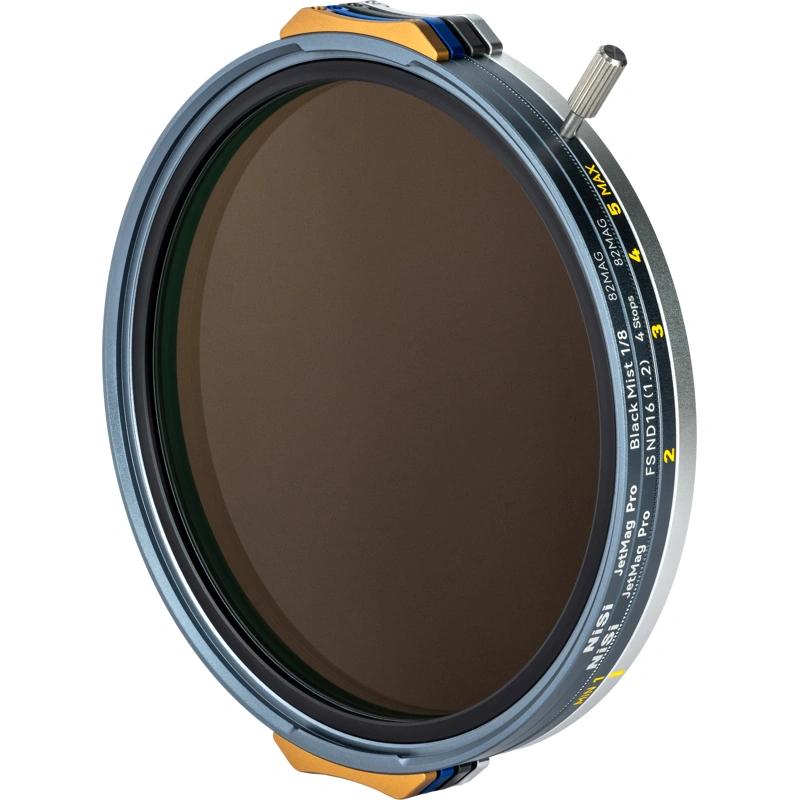 NiSi JetMag Pro Black Mist 1/8 82MAG
NiSi JetMag Pro FS ND16 (1.2) 4 Stops 82MAG
MIN 1 2 3 4 5 MAX